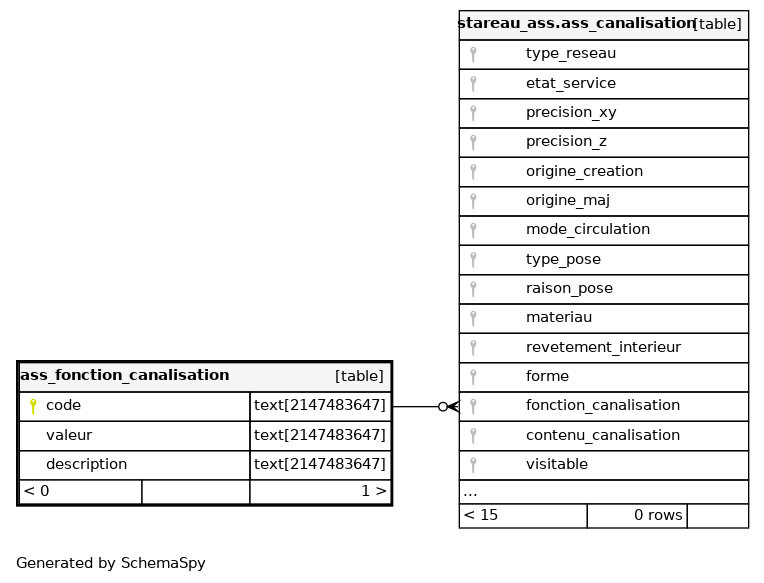 stareau_ass.ass_canalisation [table]
type_reseau
etat_service
precision_xy
precision_z
origine_creation
origine_maj
mode_circulation
type_pose
raison_pose
materiau
revetement_interieur
forme
fonction_canalisation
contenu_canalisation
visitable
...
< 15 0 rows
ass_fonction_canalisation [table]
code text[2147483647]
valeur text[2147483647]
description text[2147483647]
< 0 1 >
Generated by SchemaSpy